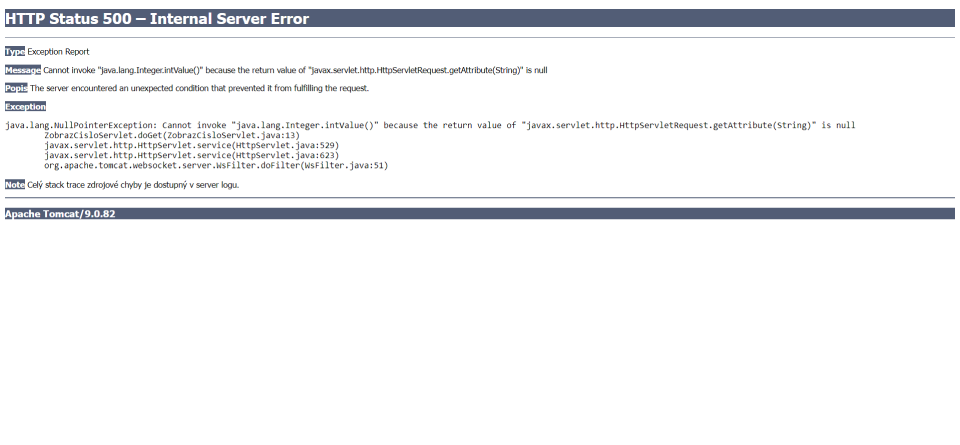 HTTP Status 500 – Internal Server Error
Type Exception Report
Message Cannot invoke "java.lang.Integer.intValue()" because the return value of "javax.servlet.http.HttpServletRequest.getAttribute(String)" is null
Popis The server encountered an unexpected condition that prevented it from fulfilling the request.
Exception
java.lang.NullPointerException: Cannot invoke "java.lang.Integer.intValue()" because the return value of "javax.servlet.http.HttpServletRequest.getAttribute(String)" is null
ZobrazCisloServlet.doGet(ZobrazCisloServlet.java:13)
javax.servlet.http.HttpServlet.service(HttpServlet.java:529)
javax.servlet.http.HttpServlet.service(HttpServlet.java:623)
org.apache.tomcat.websocket.server.WsFilter.doFilter(WsFilter.java:51)
Note Celý stack trace zdrojové chyby je dostupný v server logu.
Apache Tomcat/9.0.82